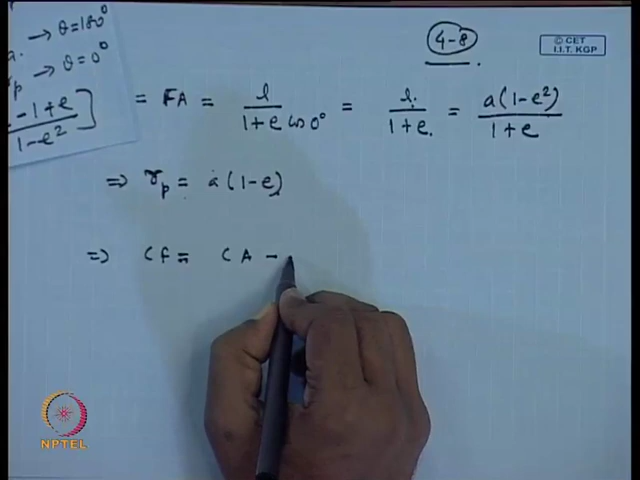 a. → θ = 180°
r_p → θ = 0°
-1+e / 1-e²]
4-8
© CET
I.I.T. KGP
= FA = l / 1+e cos 0° = l / 1+e = a(1-e²) / 1+e
⇒ r_p = a(1-e)
⇒ CF = CA -
NPTEL